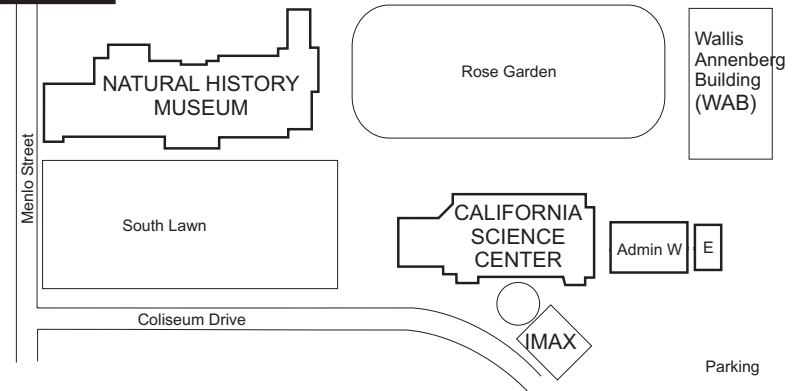 NATURAL HISTORY
MUSEUM
Rose Garden
Wallis
Annenberg
Building
(WAB)
Menlo Street
South Lawn
CALIFORNIA
SCIENCE
CENTER
Admin W
E
Coliseum Drive
IMAX
Parking